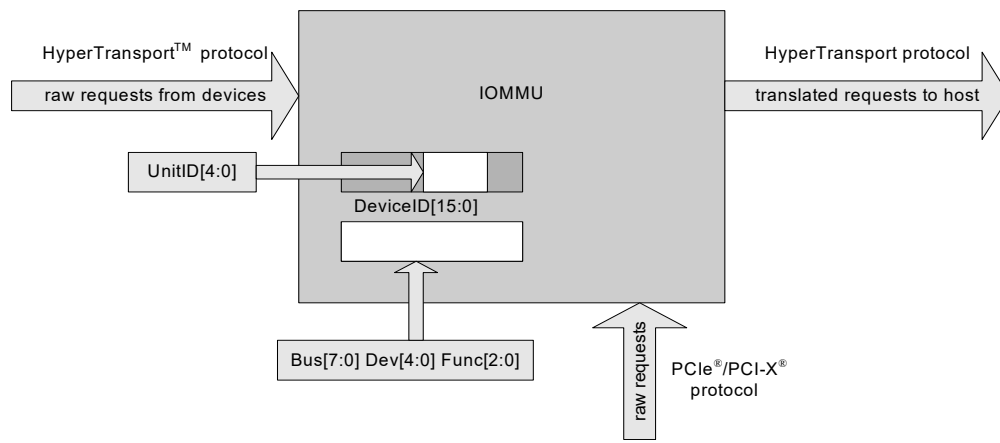 HyperTransport™ protocol
raw requests from devices
IOMMU
HyperTransport protocol
translated requests to host
UnitID[4:0]
DeviceID[15:0]
Bus[7:0] Dev[4:0] Func[2:0]
raw requests
PCIe®/PCI-X®
protocol